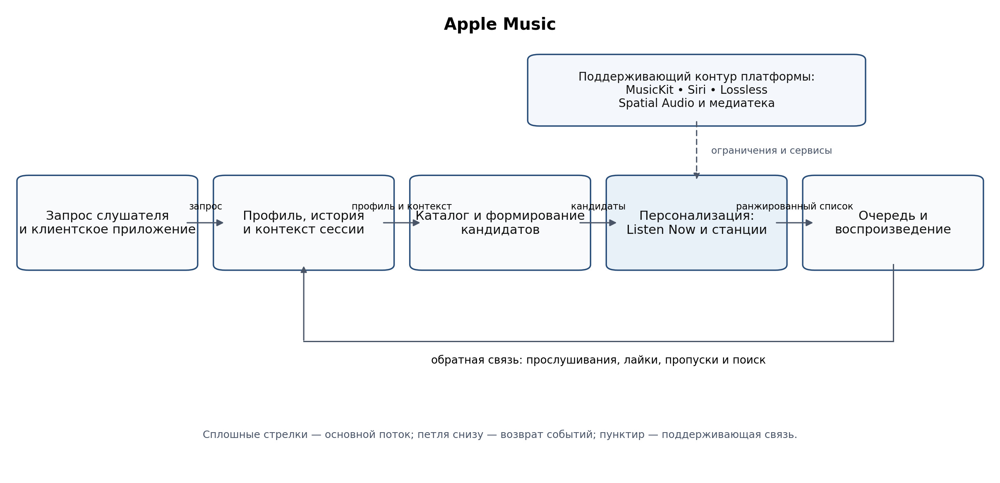 Apple Music
Поддерживающий контур платформы:
MusicKit • Siri • Lossless
Spatial Audio и медиатека
ограничения и сервисы
Запрос слушателя
и клиентское приложение
запрос
Профиль, история
и контекст сессии
профиль и контекст
Каталог и формирование
кандидатов
кандидаты
Персонализация:
Listen Now и станции
ранжированный список
Очередь и
воспроизведение
обратная связь: прослушивания, лайки, пропуски и поиск
Сплошные стрелки — основной поток; петля снизу — возврат событий; пунктир — поддерживающая связь.